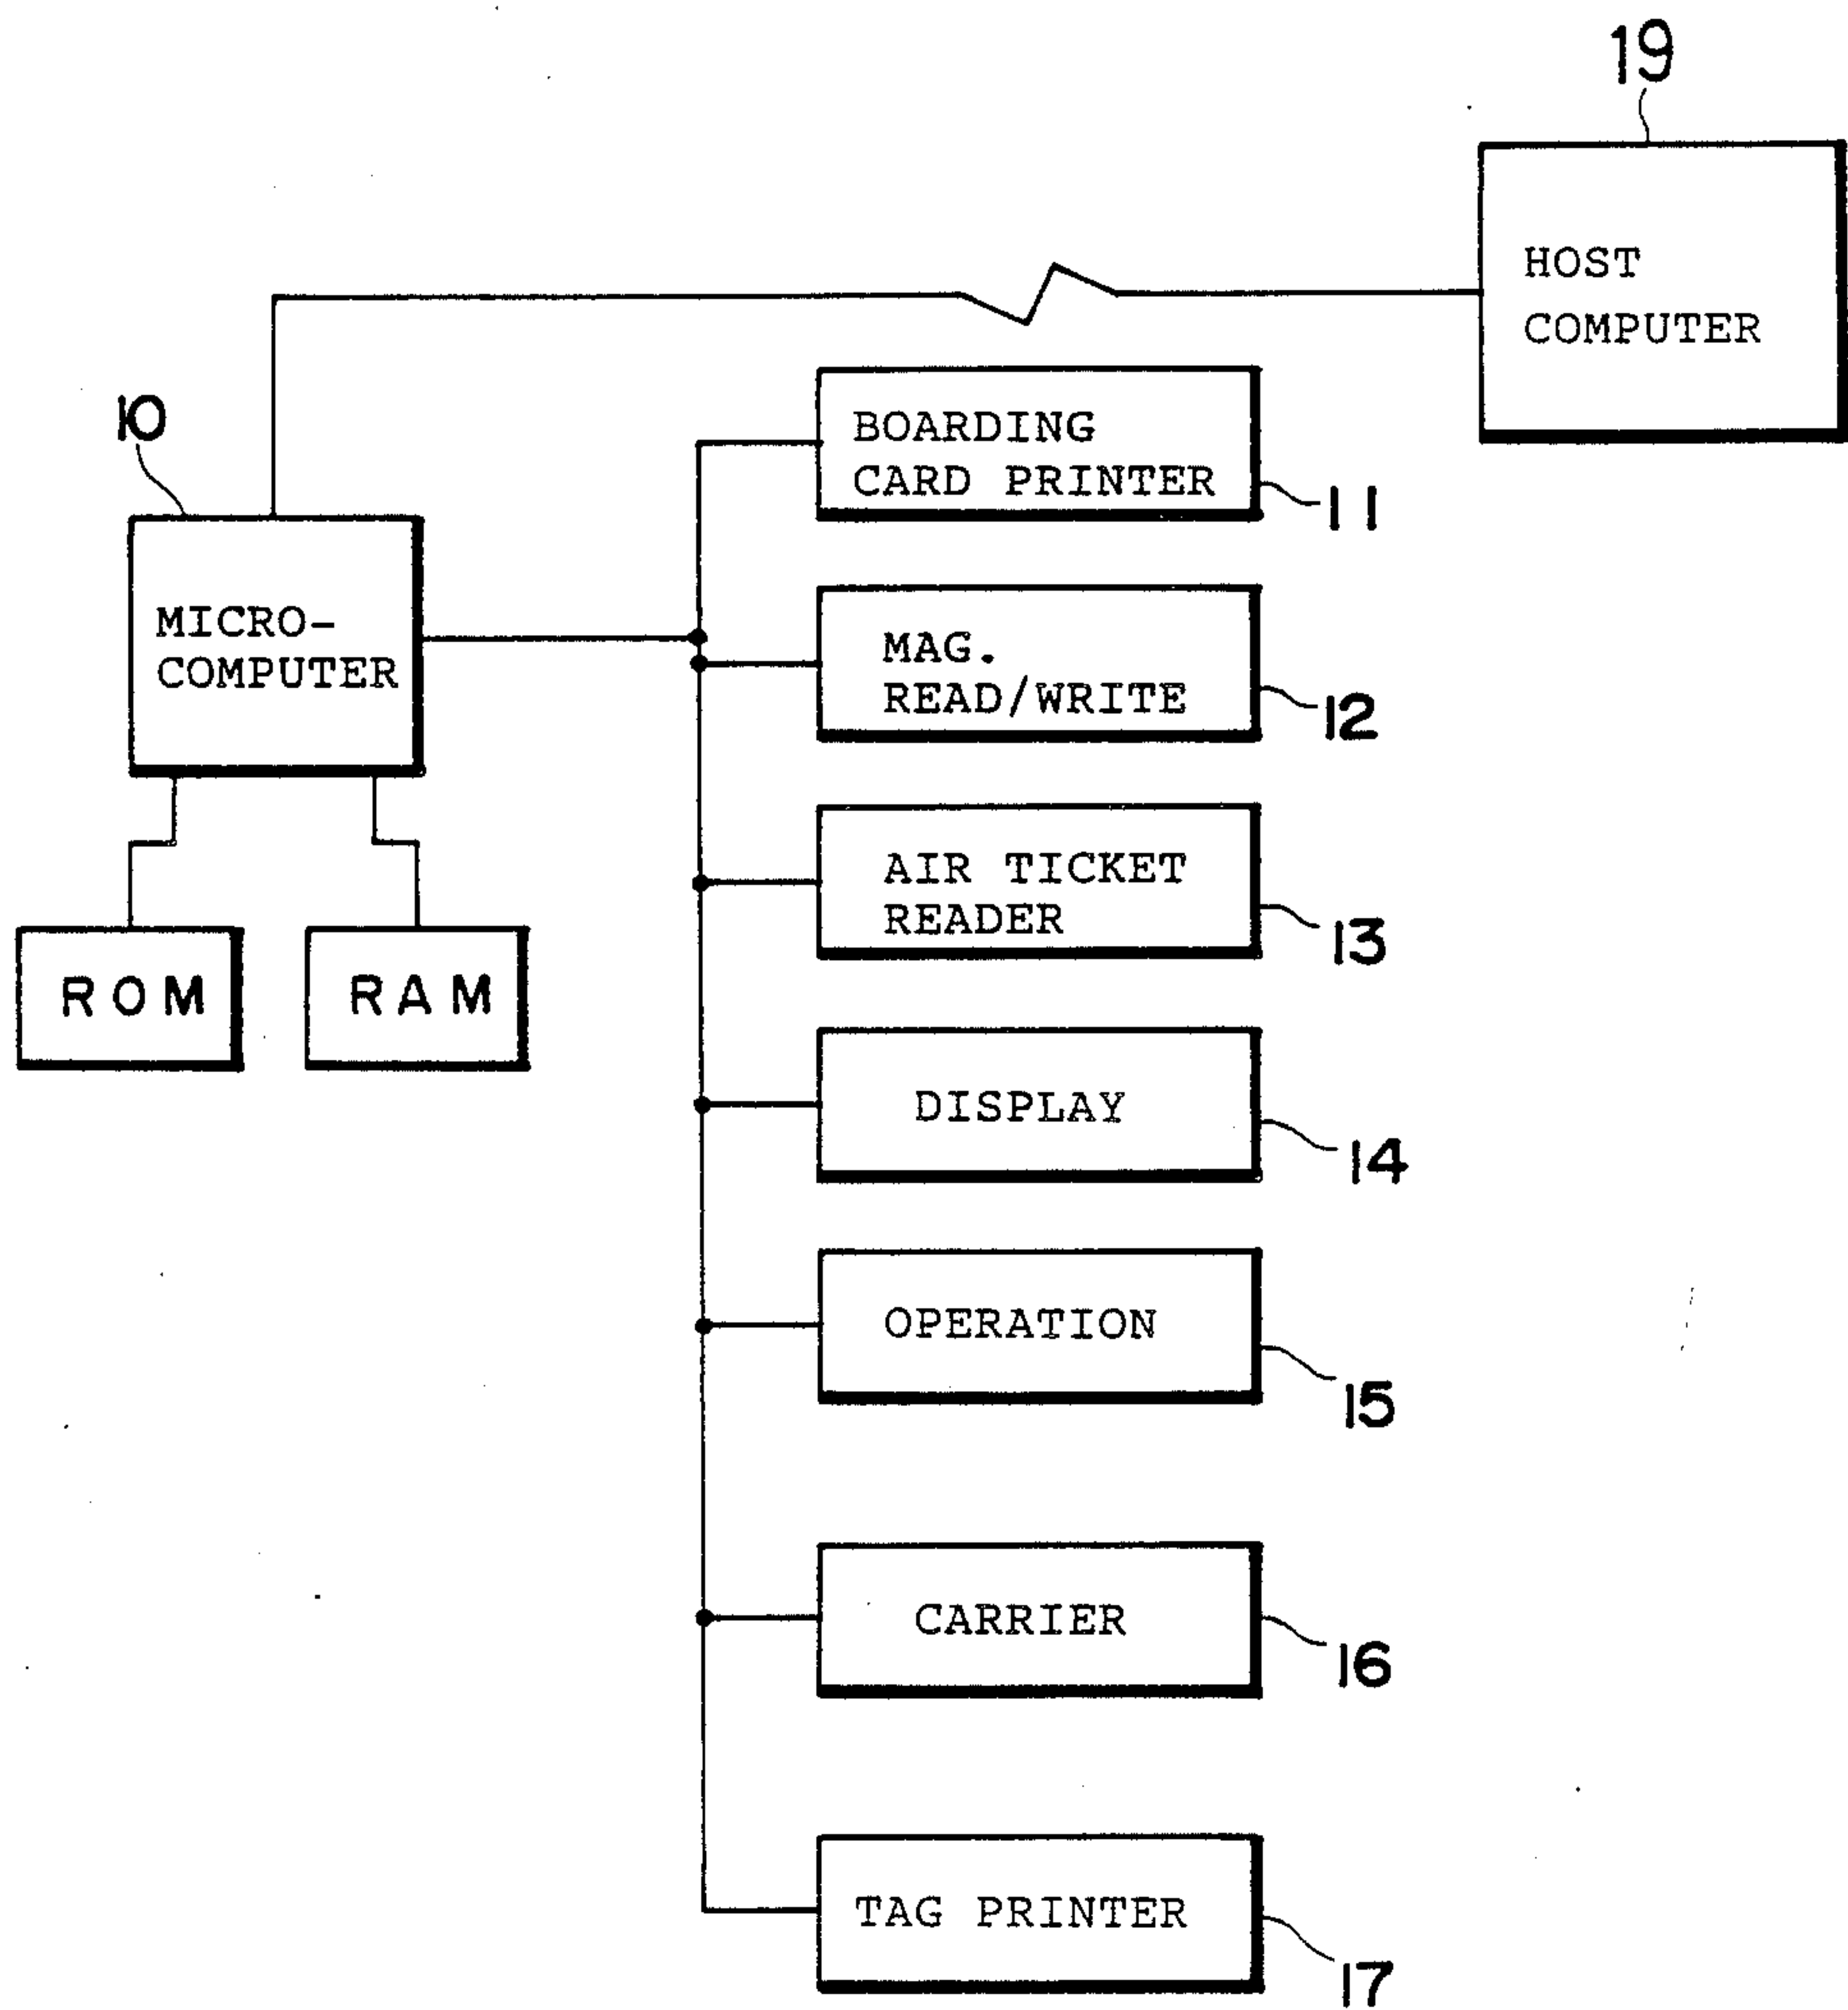 19
HOST
COMPUTER
10
BOARDING
CARD PRINTER
11
MICRO-
COMPUTER
MAG.
READ/WRITE
12
AIR TICKET
READER
13
ROM
RAM
DISPLAY
14
OPERATION
15
CARRIER
16
TAG PRINTER
17